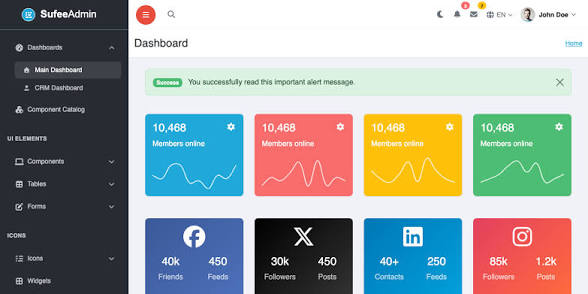 SufeeAdmin
EN
John Doe
Dashboards
Main Dashboard
CRM Dashboard
Component Catalog
UI ELEMENTS
Components
Tables
Forms
ICONS
Icons
Widgets
Dashboard
Home
Success You successfully read this important alert message.
10,468
Members online
10,468
Members online
10,468
Members online
10,468
Members online
40k 450
Friends Feeds
30k 450
Followers Posts
40+ 250
Contacts Feeds
85k 1.2k
Followers Posts